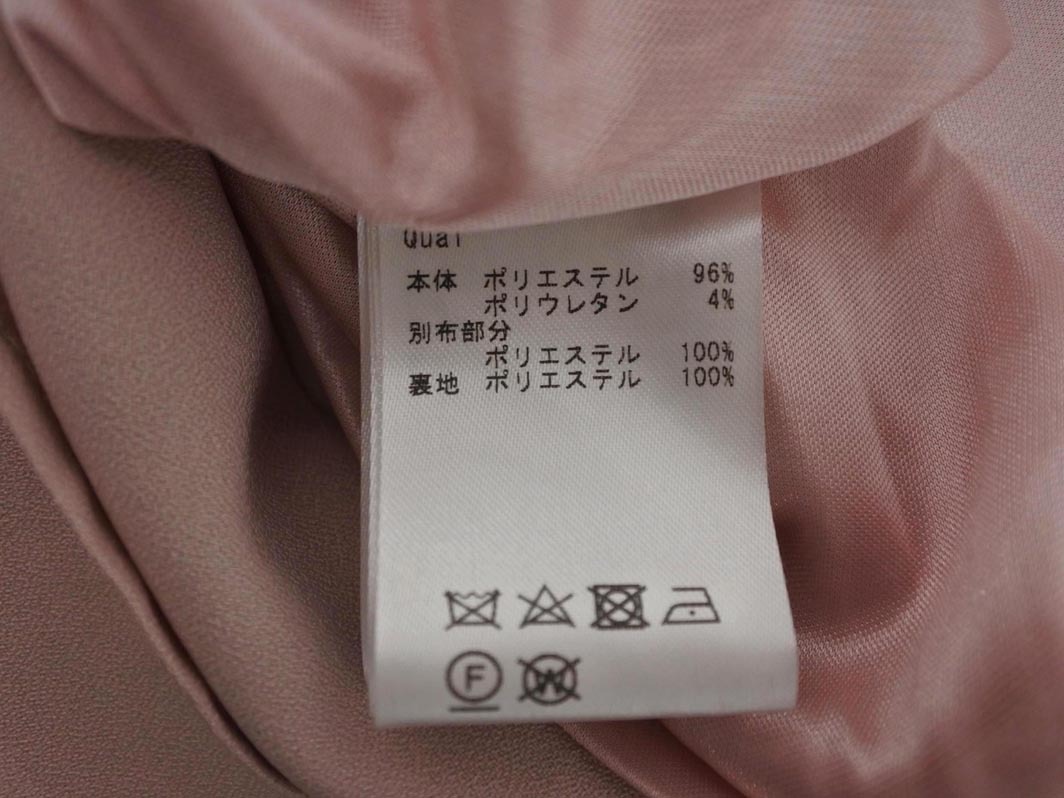 Qual
本体 ポリエステル 96%
ポリウレタン 4%
別布部分
ポリエステル 100%
裏地 ポリエステル 100%
F W